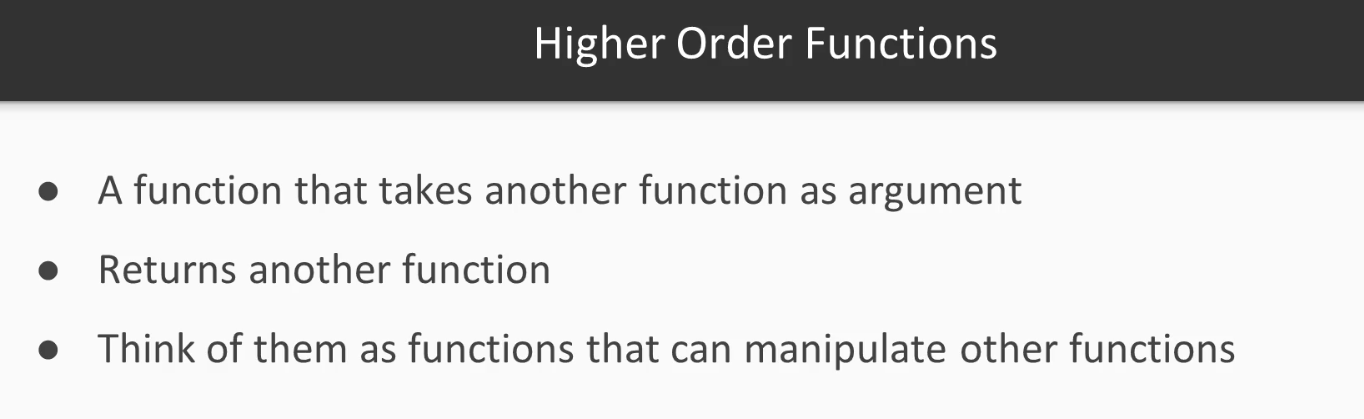 Higher Order Functions
● A function that takes another function as argument
● Returns another function
● Think of them as functions that can manipulate other functions